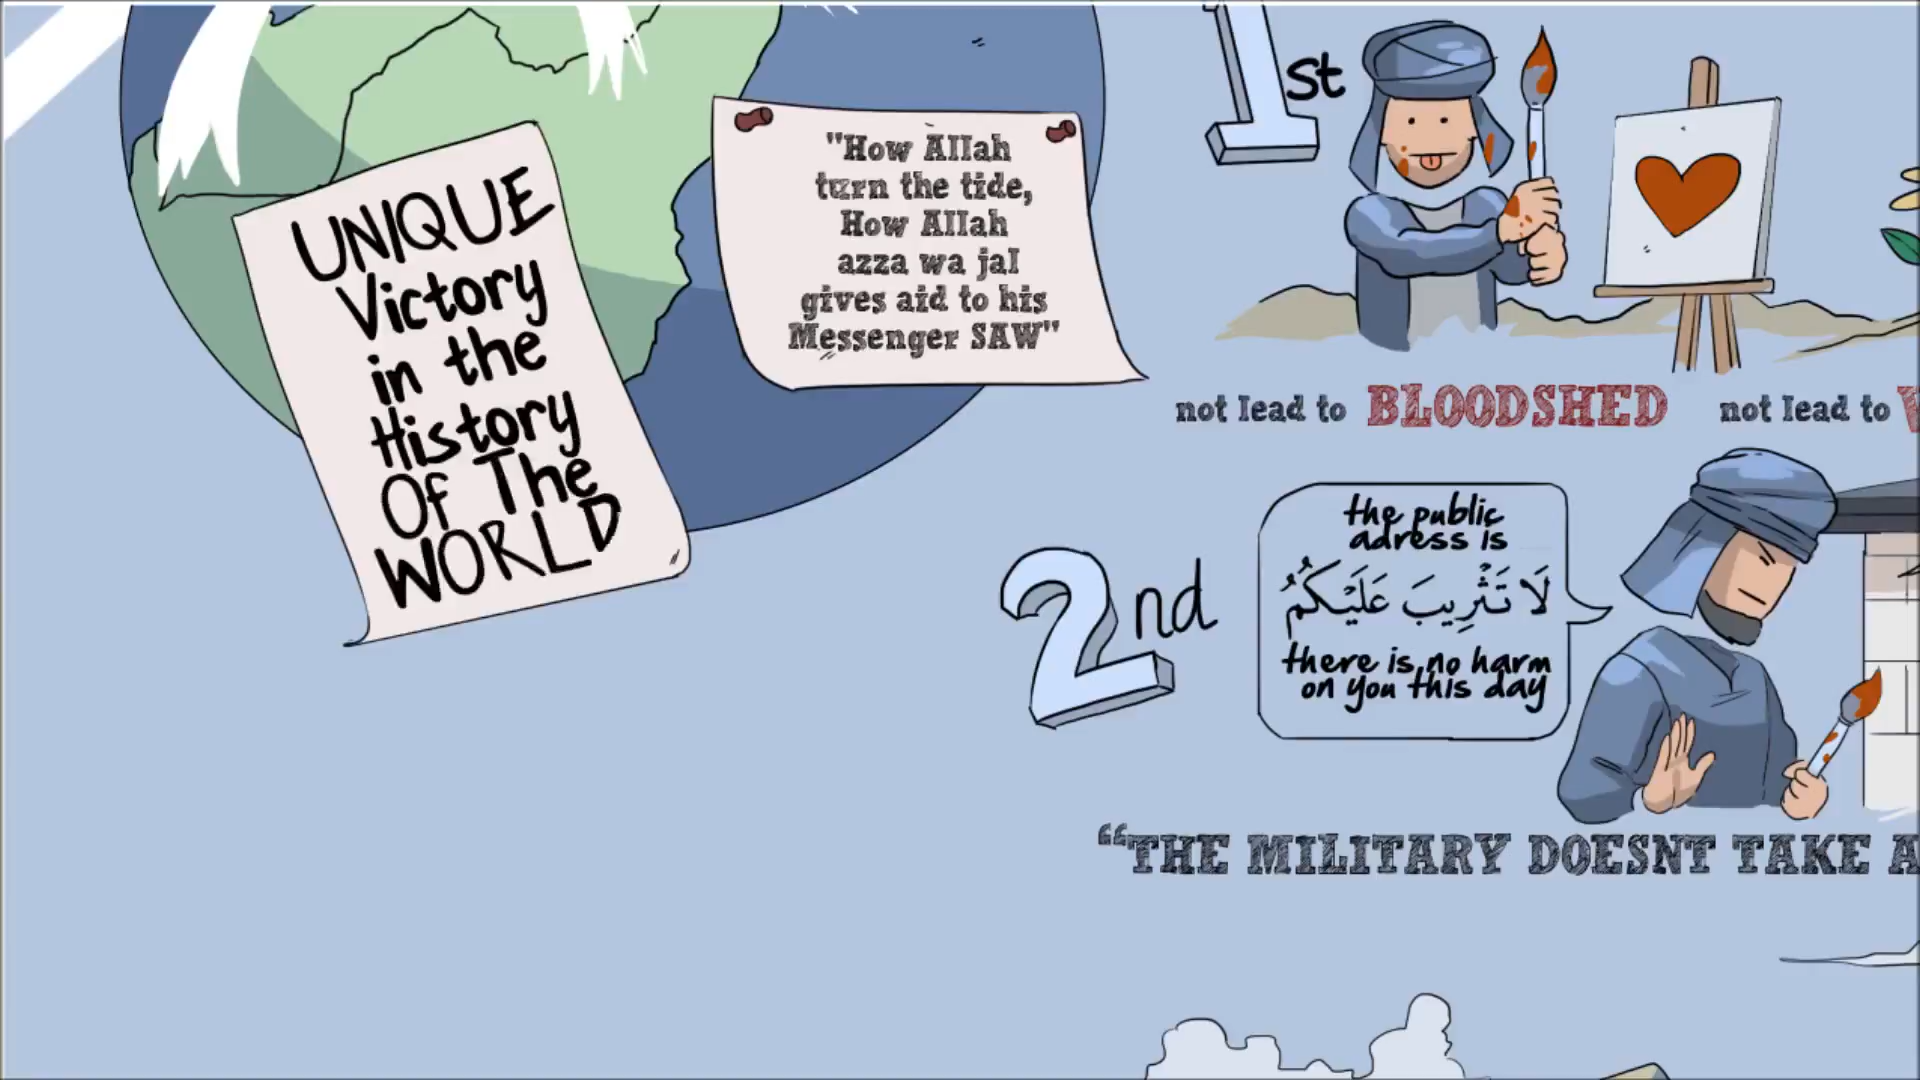 UNIQUE
Victory
in the
History
Of The
WORLD
"How Allah
turn the tide,
How Allah
azza wa jal
gives aid to his
Messenger SAW"
1st
not lead to BLOODSHED
not lead to
2nd
the public
adress is
لَا تَثْرِيبَ عَلَيْكُمُ
there is no harm
on you this day
“THE MILITARY DOESNT TAKE A